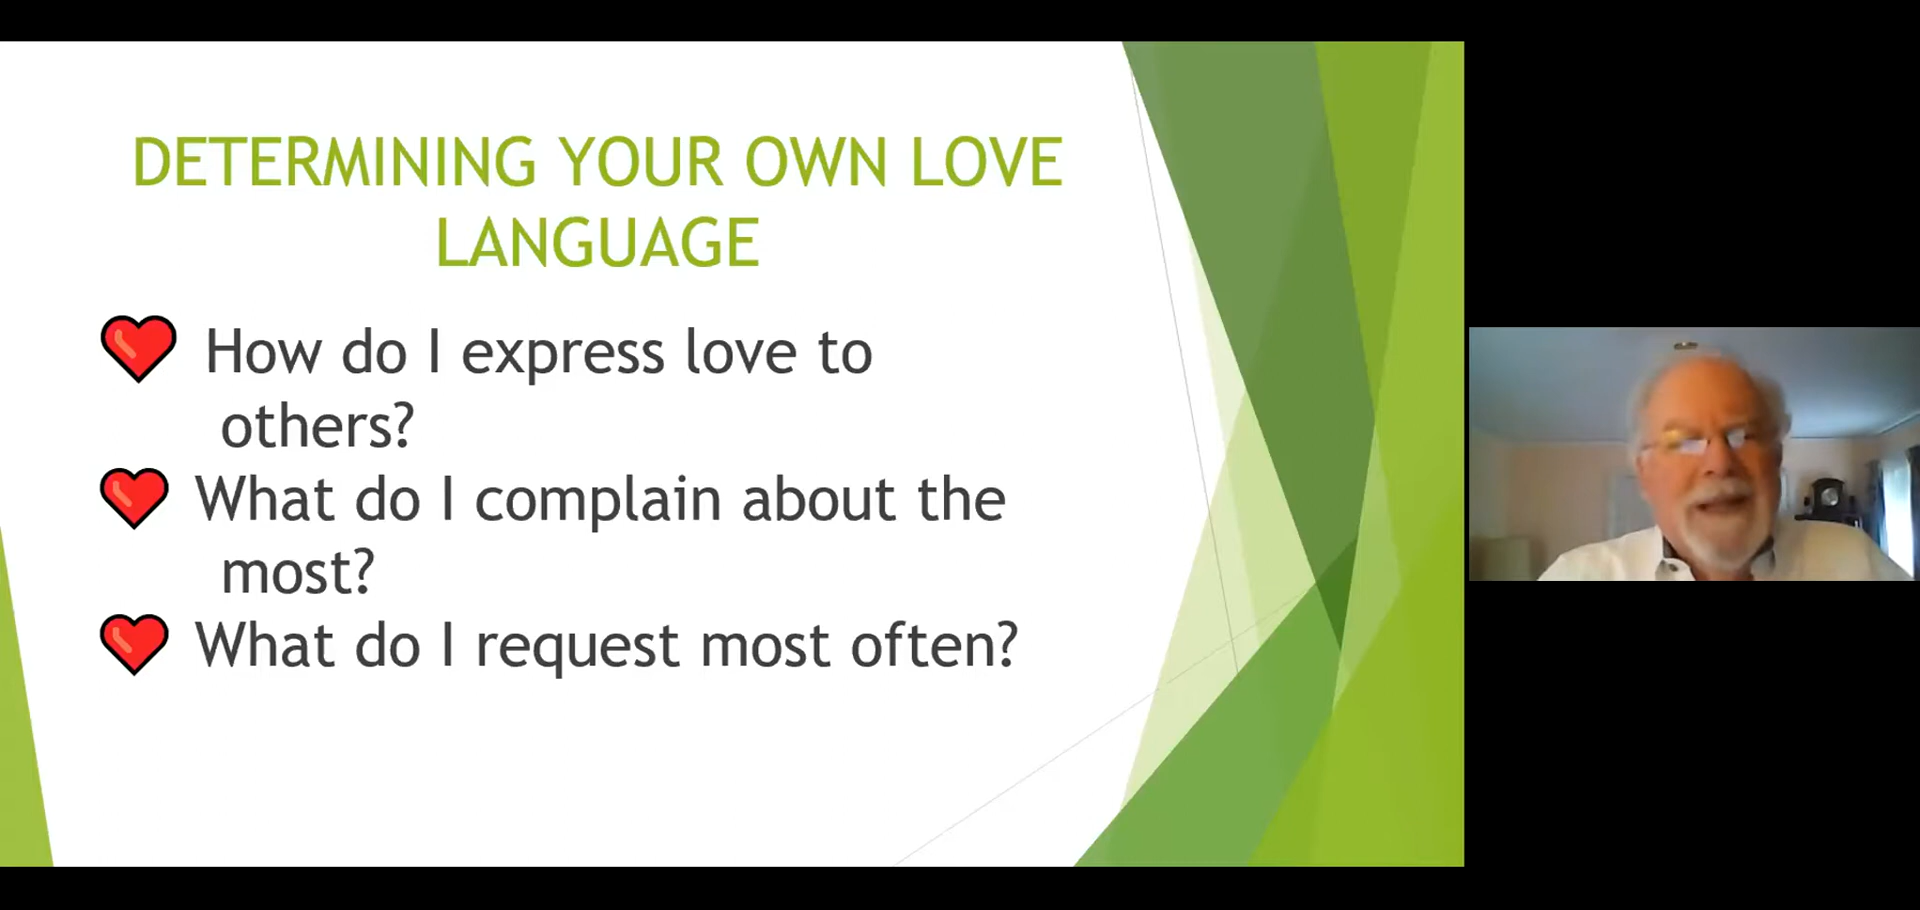 DETERMINING YOUR OWN LOVE
LANGUAGE
How do I express love to
others?
What do I complain about the
most?
What do I request most often?